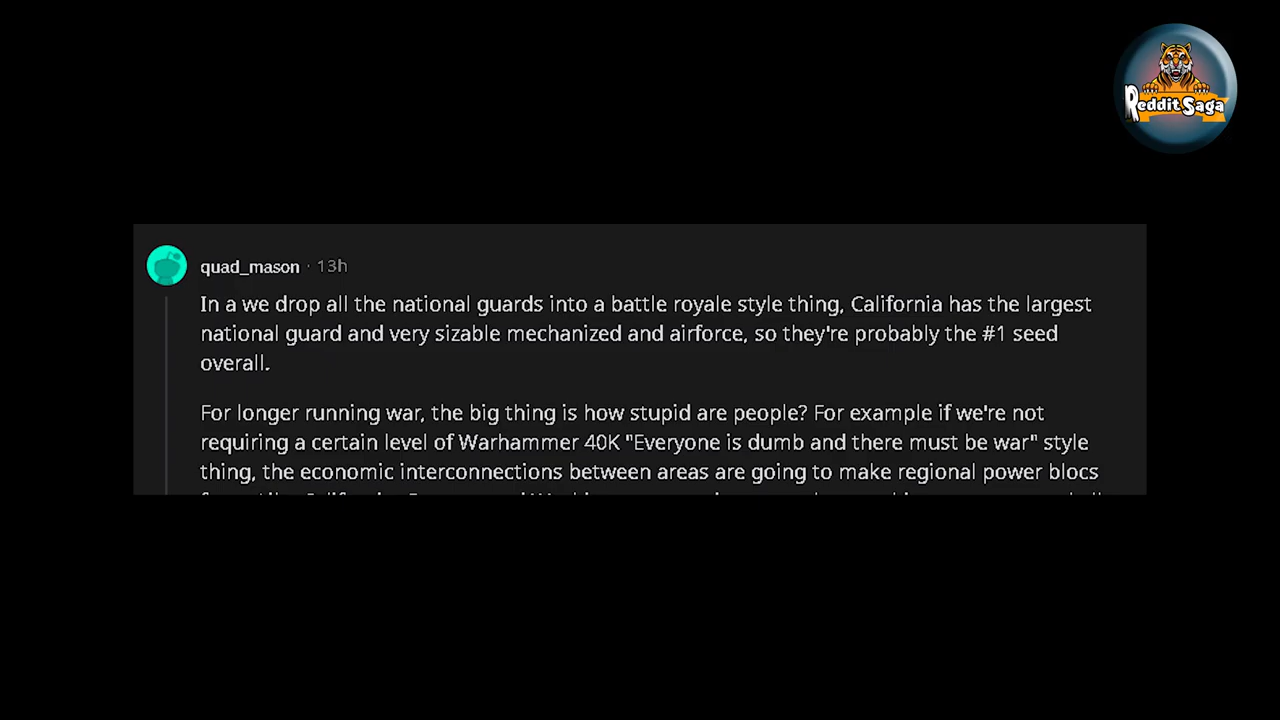 Reddit Saga
quad_mason · 13h
In a we drop all the national guards into a battle royale style thing, California has the largest
national guard and very sizable mechanized and airforce, so they're probably the #1 seed
overall.
For longer running war, the big thing is how stupid are people? For example if we're not
requiring a certain level of Warhammer 40K "Everyone is dumb and there must be war" style
thing, the economic interconnections between areas are going to make regional power blocs